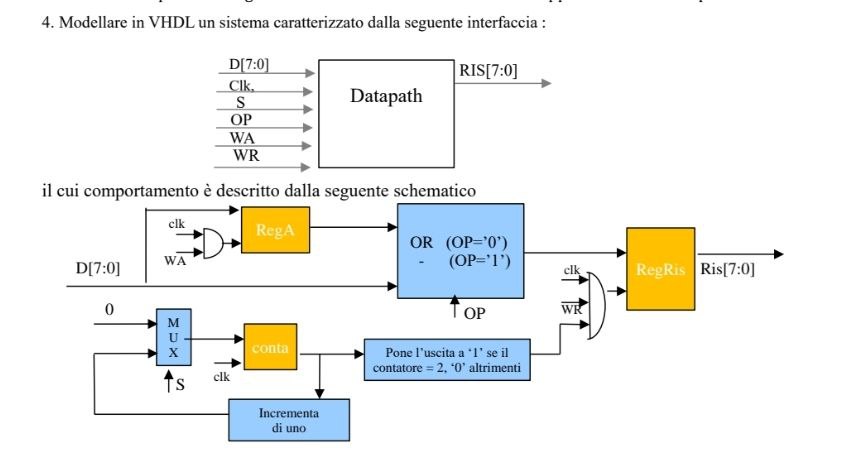 4. Modellare in VHDL un sistema caratterizzato dalla seguente interfaccia :
D[7:0]
Clk,
S
OP
WA
WR
Datapath
RIS[7:0]
il cui comportamento è descritto dalla seguente schematico
clk
WA
RegA
D[7:0]
OR (OP='0')
- (OP='1')
OP
clk
WR
RegRis
Ris[7:0]
0
M
U
X
S
clk
conta
Pone l'uscita a '1' se il
contatore = 2, '0' altrimenti
Incrementa
di uno